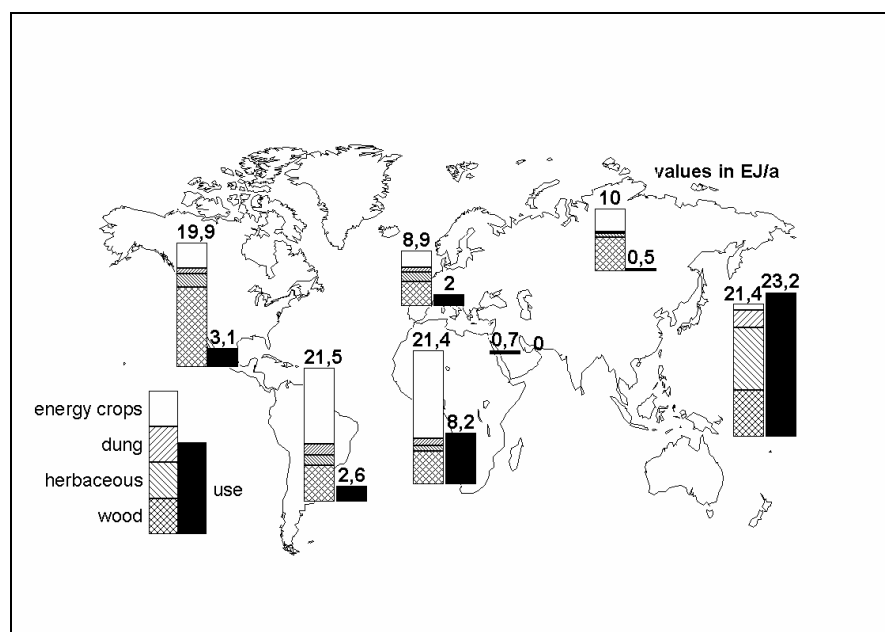 values in EJ/a
10
19,9
8,9
0,5
2
21,4 23,2
3,1
21,5
21,4
0,7 0
energy crops
8,2
dung
herbaceous
use
2,6
wood